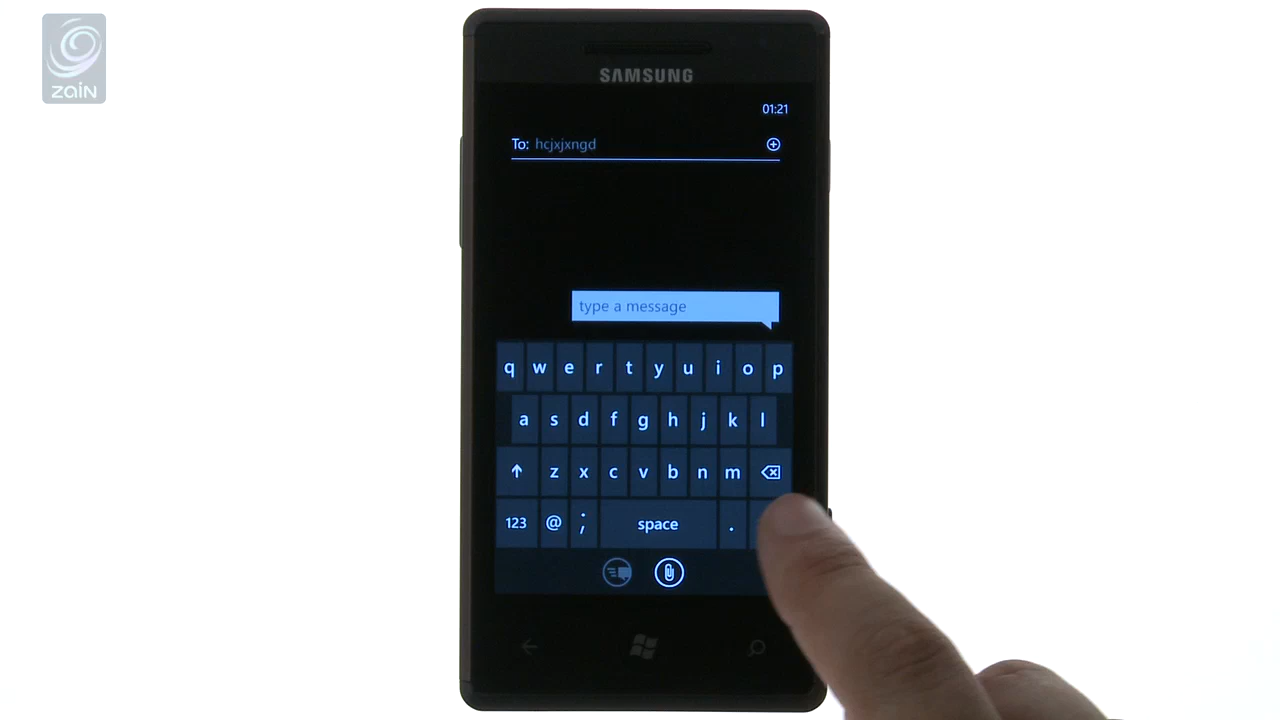 zain
SAMSUNG
01:21
To: hcjxjxngd
type a message
q w e r t y u i o p
a s d f g h j k l
z x c v b n m
123 @ ; space .